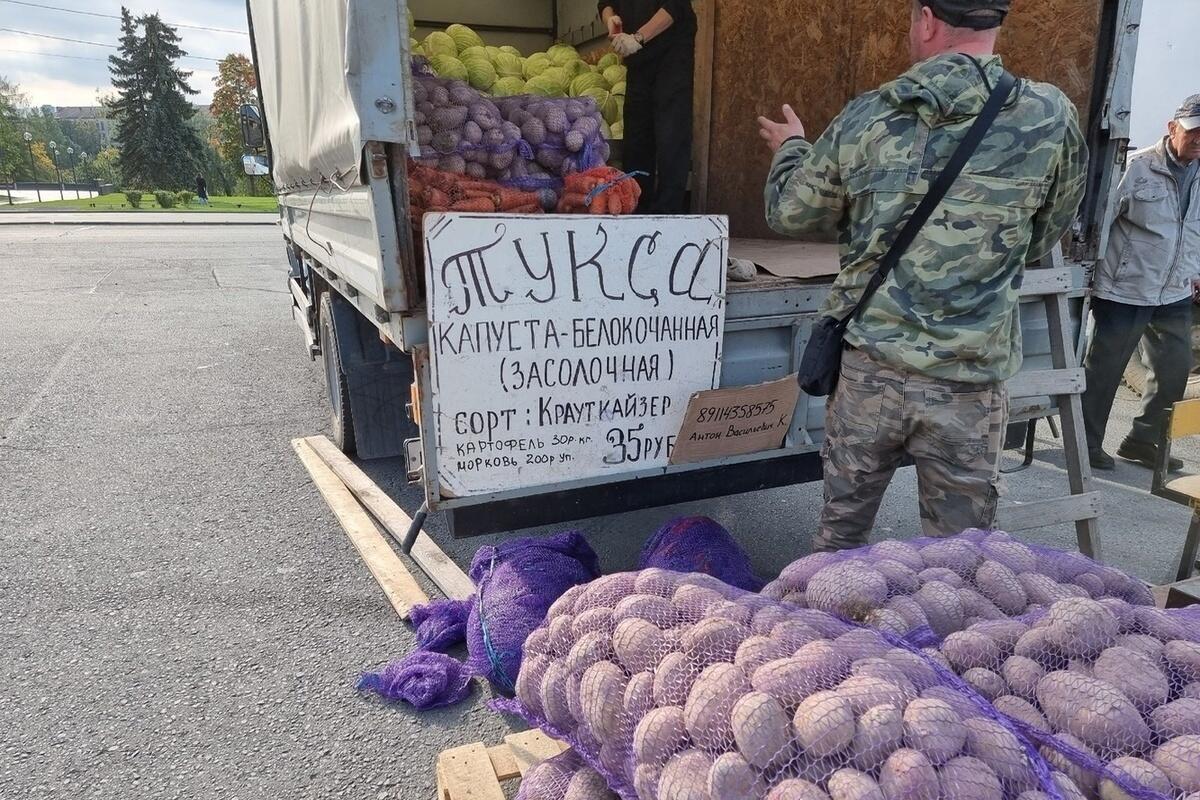 ТУКСА
КАПУСТА-БЕЛОКОЧАННАЯ
(ЗАСОЛОЧНАЯ)
СОРТ: КРАУТКАЙЗЕР
КАРТОФЕЛЬ 30р. кг.
МОРКОВЬ 200р уп.
35РУБ
89114358575
Антон Васильевич К.